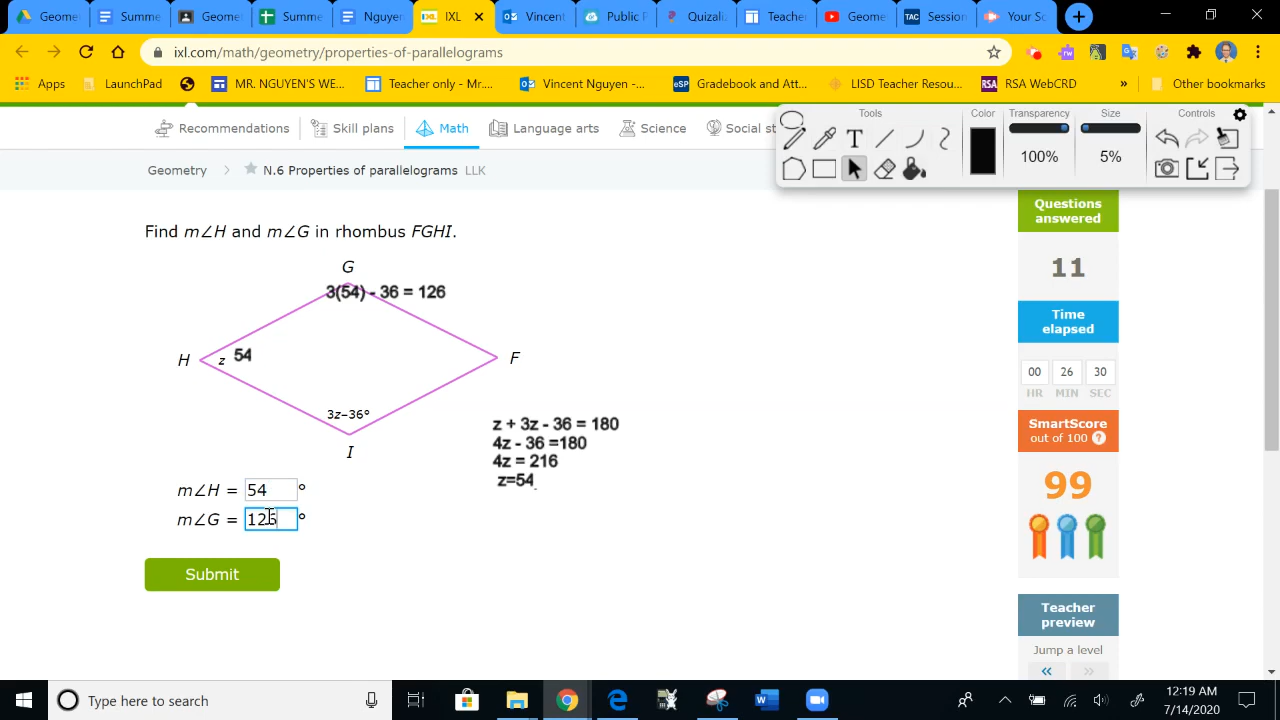 Geome
Summe
Geome
Summe
Nguyer
IXL
Vincent
Public P
Quizali
Teache
Geome
Session
Your Sc
ixl.com/math/geometry/properties-of-parallelograms
Apps
LaunchPad
MR. NGUYEN'S WE...
Teacher only - Mr....
Vincent Nguyen -...
eSP
Gradebook and Att...
LISD Teacher Resou...
RSA
RSA WebCRD
»
Other bookmarks
Recommendations
Skill plans
Math
Language arts
Science
Social st
Tools
Color
Transparency
Size
Controls
T
100%
5%
Geometry
N.6 Properties of parallelograms LLK
Find m∠H and m∠G in rhombus FGHI.
G
3(54) - 36 = 126
H
z 54
F
3z–36°
I
z + 3z - 36 = 180
4z - 36 =180
4z = 216
z=54
m∠H = 54 °
m∠G = 126 °
Submit
Questions
answered
11
Time
elapsed
00 26 30
HR MIN SEC
SmartScore
out of 100 ?
99
Teacher
preview
Jump a level
Type here to search
12:19 AM
7/14/2020